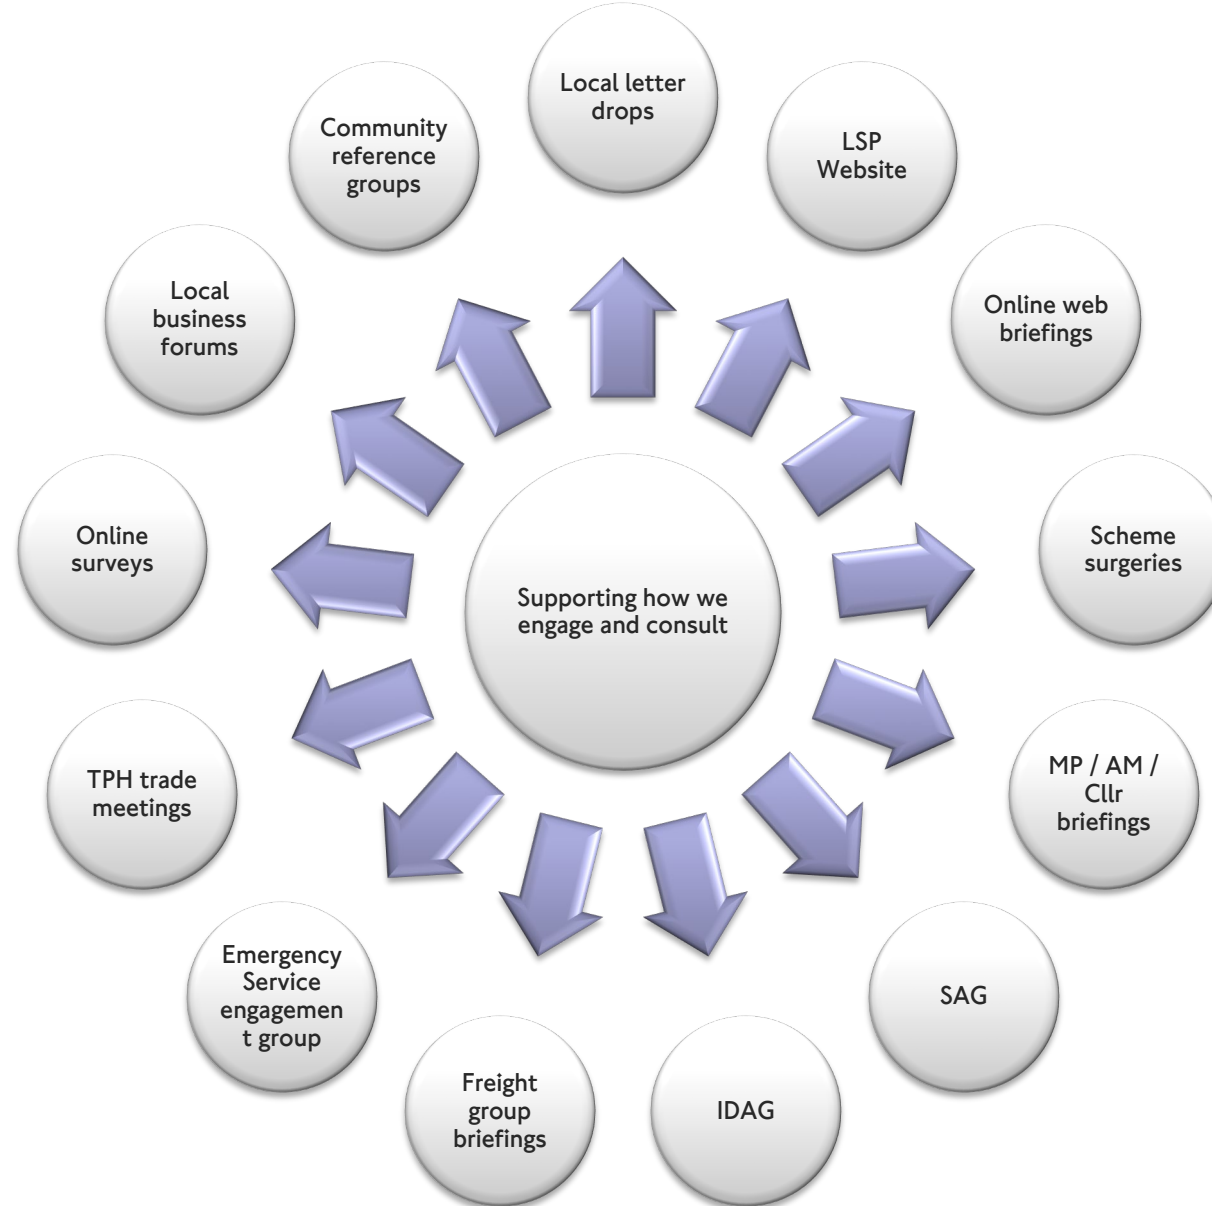 Local letter
drops
LSP
Website
Online web
briefings
Scheme
surgeries
MP / AM /
Cllr
briefings
SAG
IDAG
Freight
group
briefings
Emergency
Service
engagemen
t group
TPH trade
meetings
Online
surveys
Local
business
forums
Community
reference
groups
Supporting how we
engage and consult